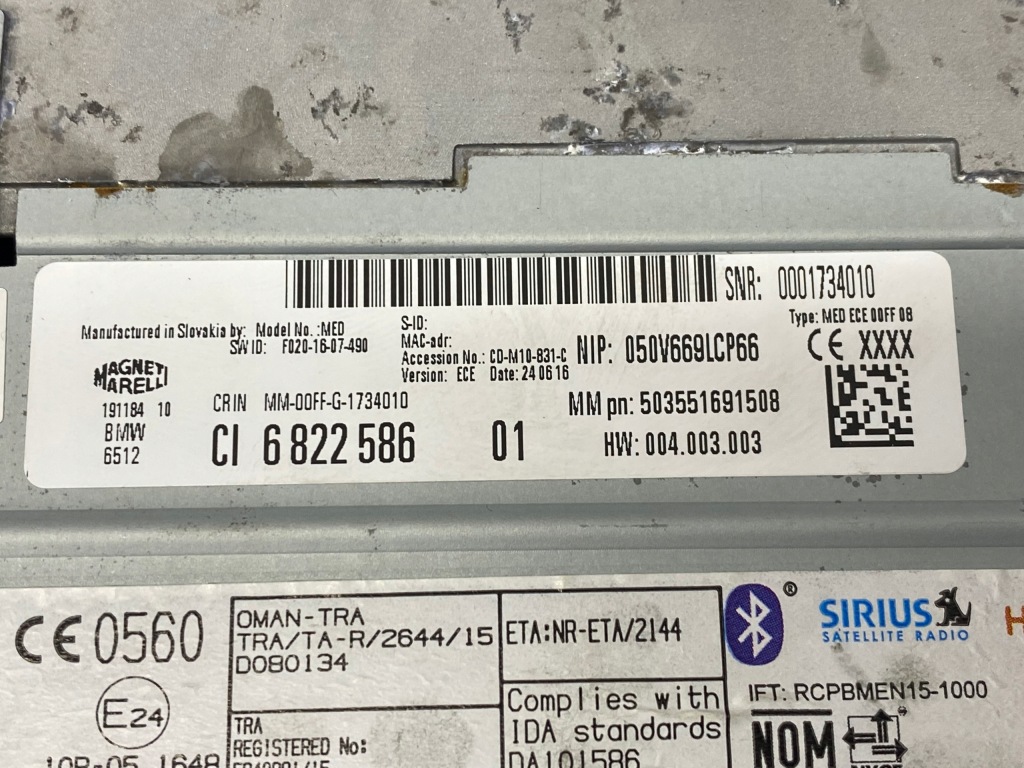 SNR: 0001734010
Type: MED ECE 00FF 08
CE XXXX
Manufactured in Slovakia by: Model No.:MED
SW ID: F020-16-07-490
S-ID:
MAC-adr:
Accession No.: CD-M10-831-C
Version: ECE Date: 24 06 16
NIP: 050V669LCP66
MAGNETI
MARELLI
191184 10
BMW
6512
CRIN MM-00FF-G-1734010
CI 6 822 586 01
MM pn: 503551691508
HW: 004.003.003
CE 0560
OMAN-TRA
TRA/TA-R/2644/15
D080134
ETA:NR-ETA/2144
®
SIRIUS
SATELLITE RADIO
E24
TRA
REGISTERED No:
Complies with
IDA standards
DA101586
IFT: RCPBMEN15-1000
NOM
10R-05 1648